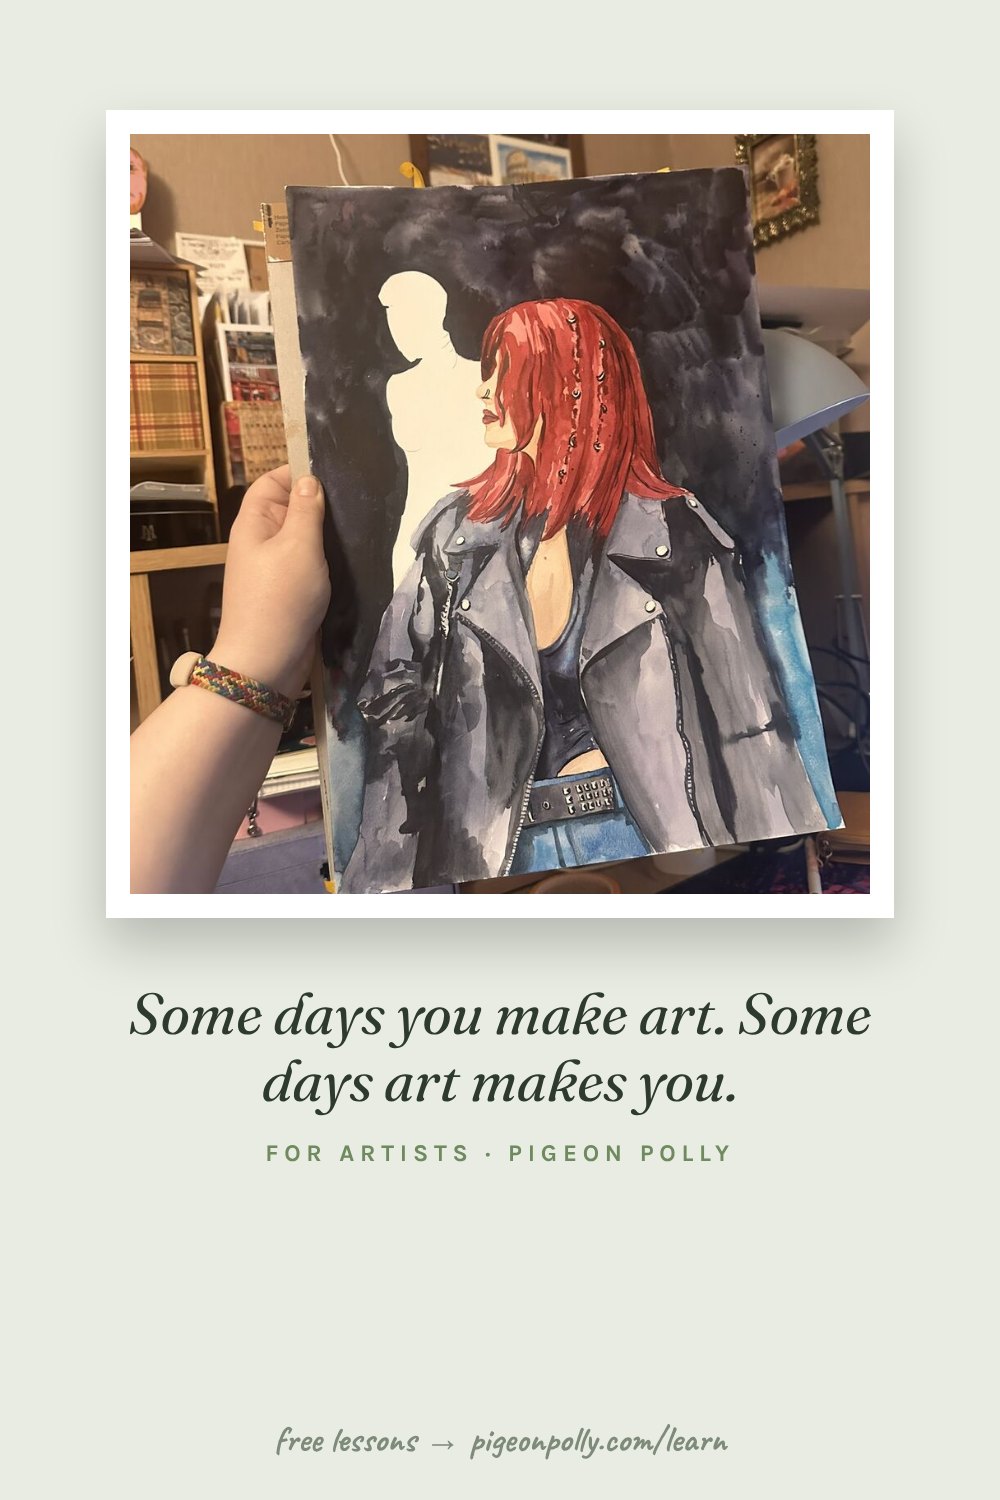 Some days you make art. Some
days art makes you.
FOR ARTISTS · PIGEON POLLY
free lessons → pigeonpolly.com/learn